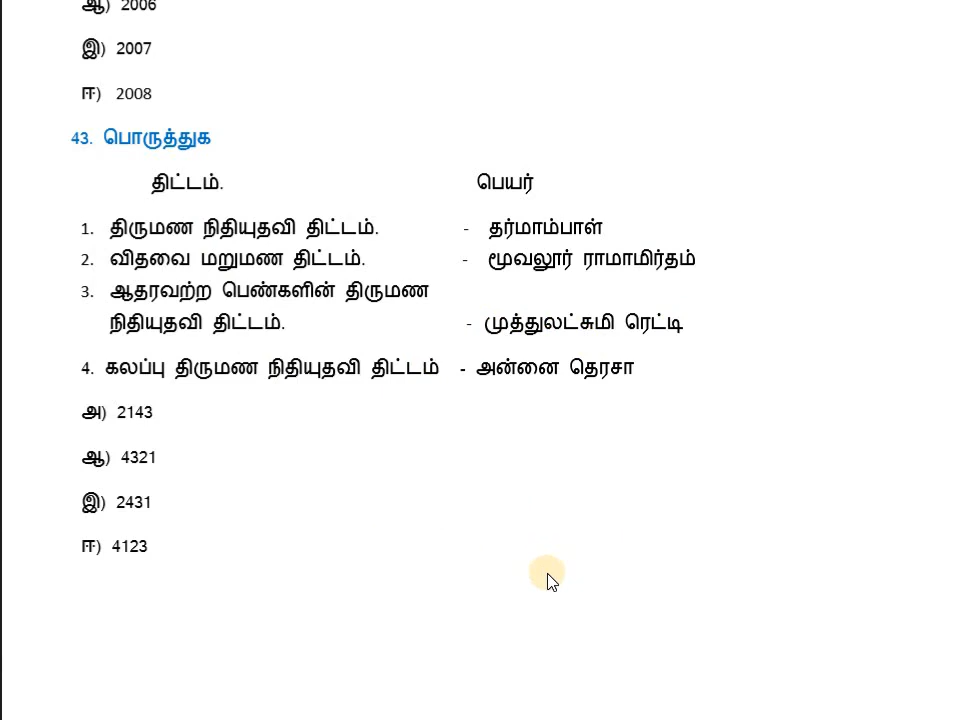 ஆ) 2006
இ) 2007
ஈ) 2008
43. பொருத்துக
திட்டம். பெயர்
1. திருமண நிதியுதவி திட்டம். - தர்மாம்பாள்
2. விதவை மறுமண திட்டம். - மூவலூர் ராமாமிர்தம்
3. ஆதரவற்ற பெண்களின் திருமண
நிதியுதவி திட்டம். - முத்துலட்சுமி ரெட்டி
4. கலப்பு திருமண நிதியுதவி திட்டம் - அன்னை தெரசா
அ) 2143
ஆ) 4321
இ) 2431
ஈ) 4123